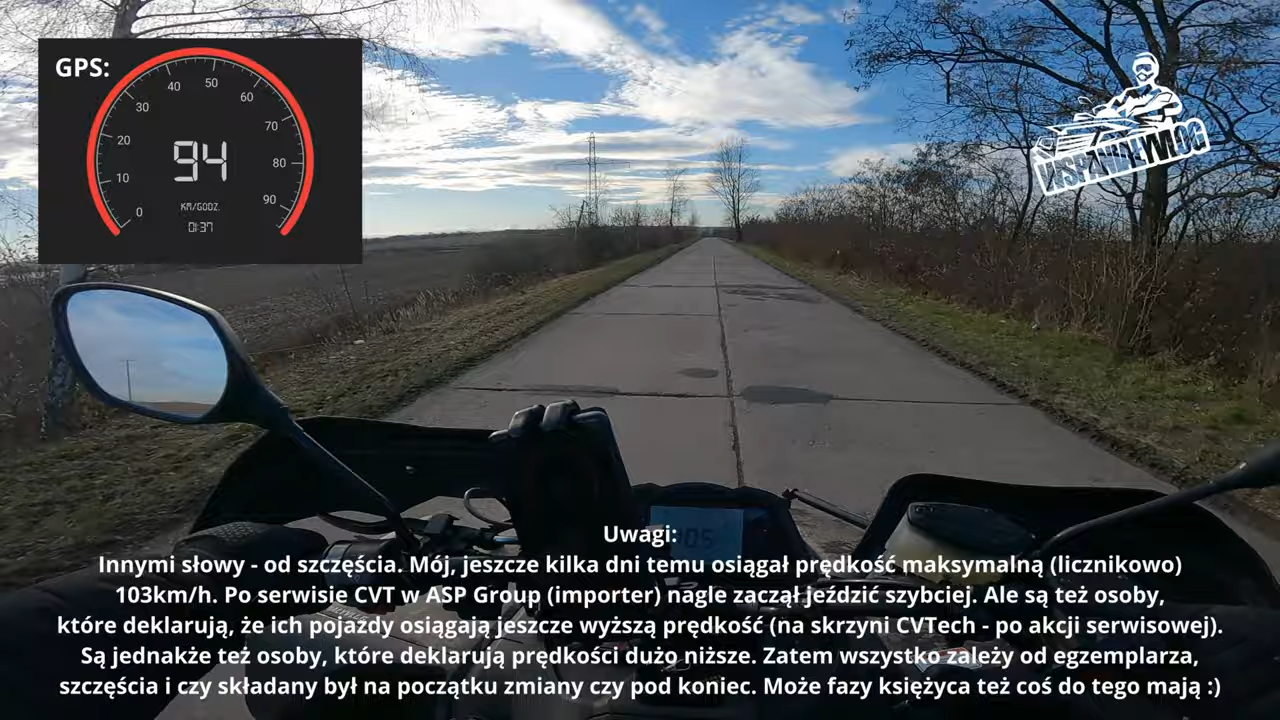 GPS:
40
50
60
30
70
20
94
80
10
KM/GODZ.
90
0
01:37
WSPANIAŁYVLOG
105
Uwagi:
Innymi słowy - od szczęścia. Mój, jeszcze kilka dni temu osiągał prędkość maksymalną (licznikowo)
103km/h. Po serwisie CVT w ASP Group (importer) nagle zaczął jeździć szybciej. Ale są też osoby,
które deklarują, że ich pojazdy osiągają jeszcze wyższą prędkość (na skrzyni CVTech - po akcji serwisowej).
Są jednakże też osoby, które deklarują prędkości dużo niższe. Zatem wszystko zależy od egzemplarza,
szczęścia i czy składany był na początku zmiany czy pod koniec. Może fazy księżyca też coś do tego mają :)